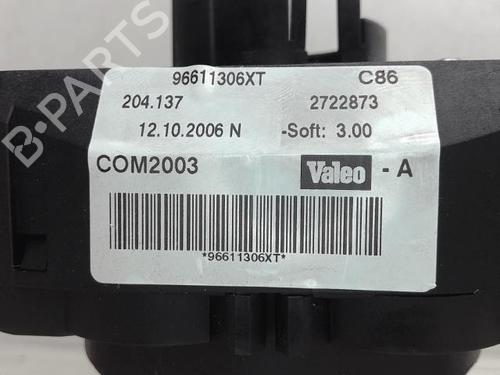 96611306XT C86
204.137 2722873
12.10.2006 N -Soft: 3.00
COM2003 Valeo - A
*96611306XT*
B-PARTS